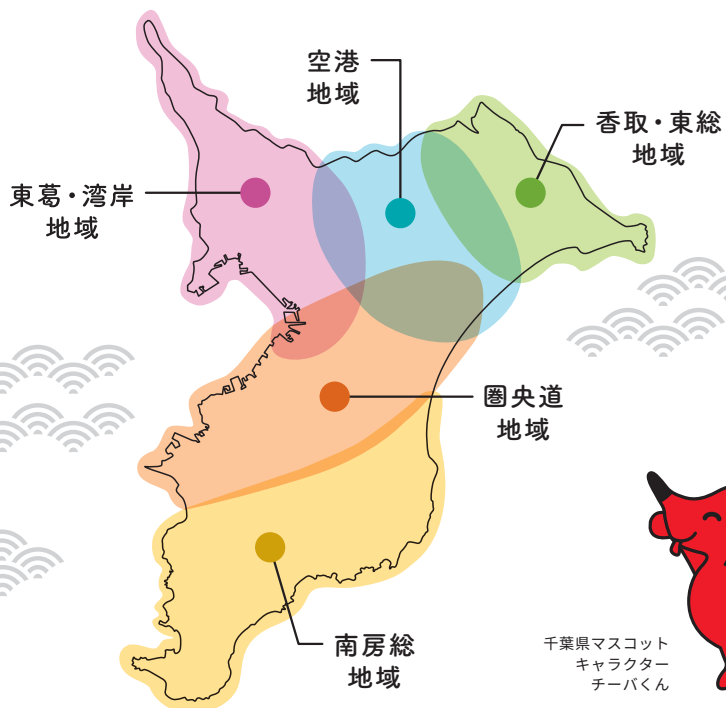 空港
地域
香取・東総
地域
東葛・湾岸
地域
圏央道
地域
南房総
地域
千葉県マスコット
キャラクター
チーバくん